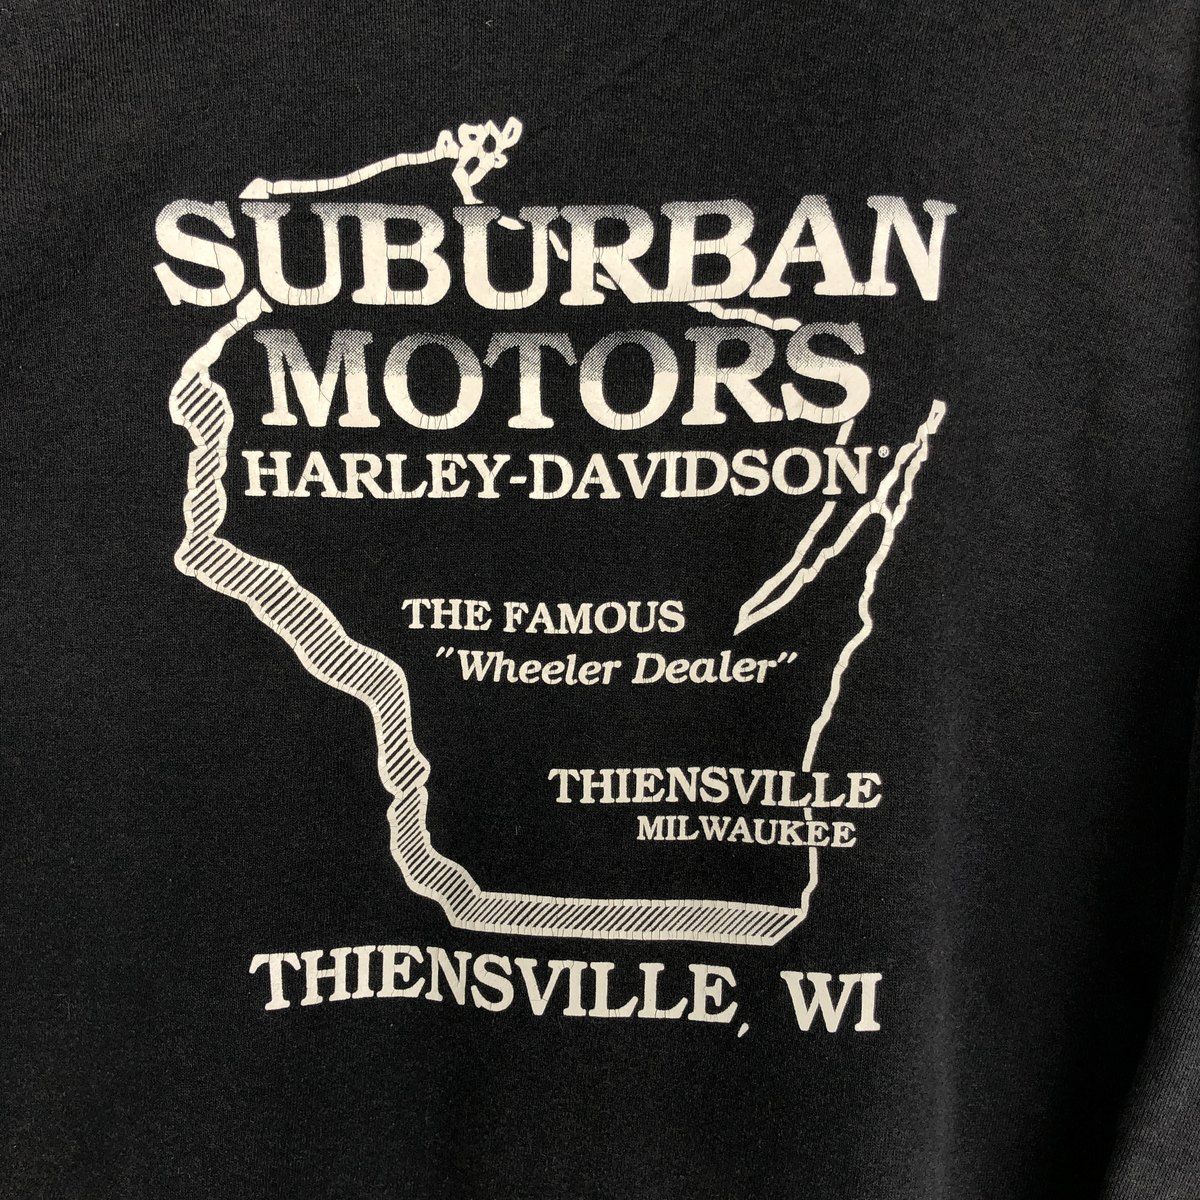 SUBURBAN
MOTORS
HARLEY-DAVIDSON®
THE FAMOUS
"Wheeler Dealer"
THIENSVILLE
MILWAUKEE
THIENSVILLE, WI